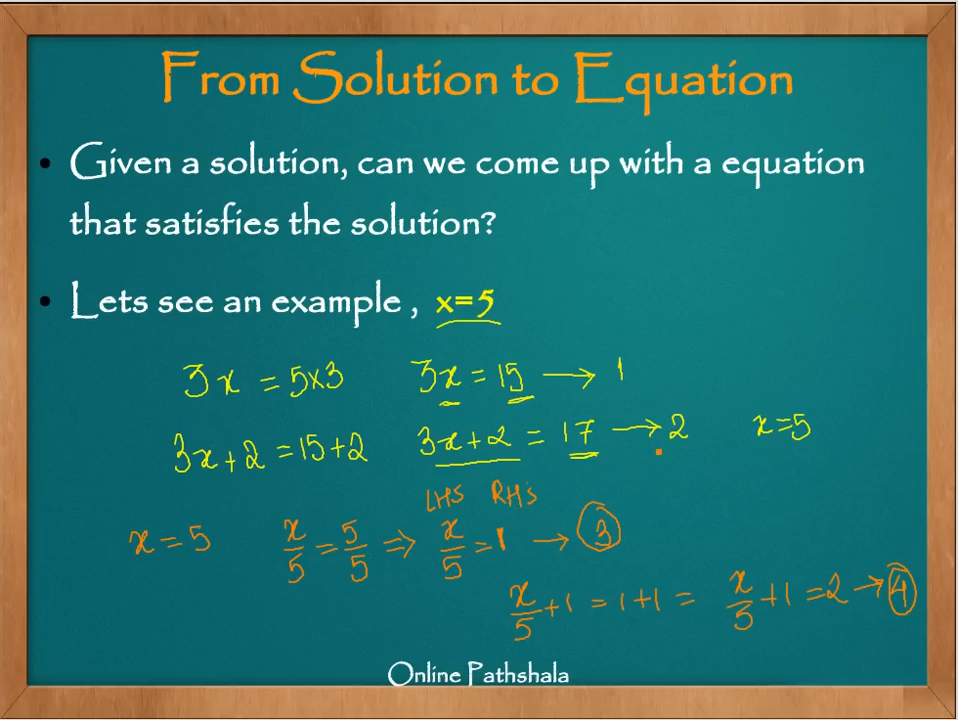 From Solution to Equation
• Given a solution, can we come up with a equation
that satisfies the solution?
• Lets see an example , x=5
3x = 5×3 3x = 15 → 1
3x+2 = 15+2 3x+2 = 17 → 2 x=5
LHS RHS
x = 5 x/5 = 5/5 ⇒ x/5 = 1 → 3
x/5 + 1 = 1+1 = x/5 + 1 = 2 → 4
Online Pathshala